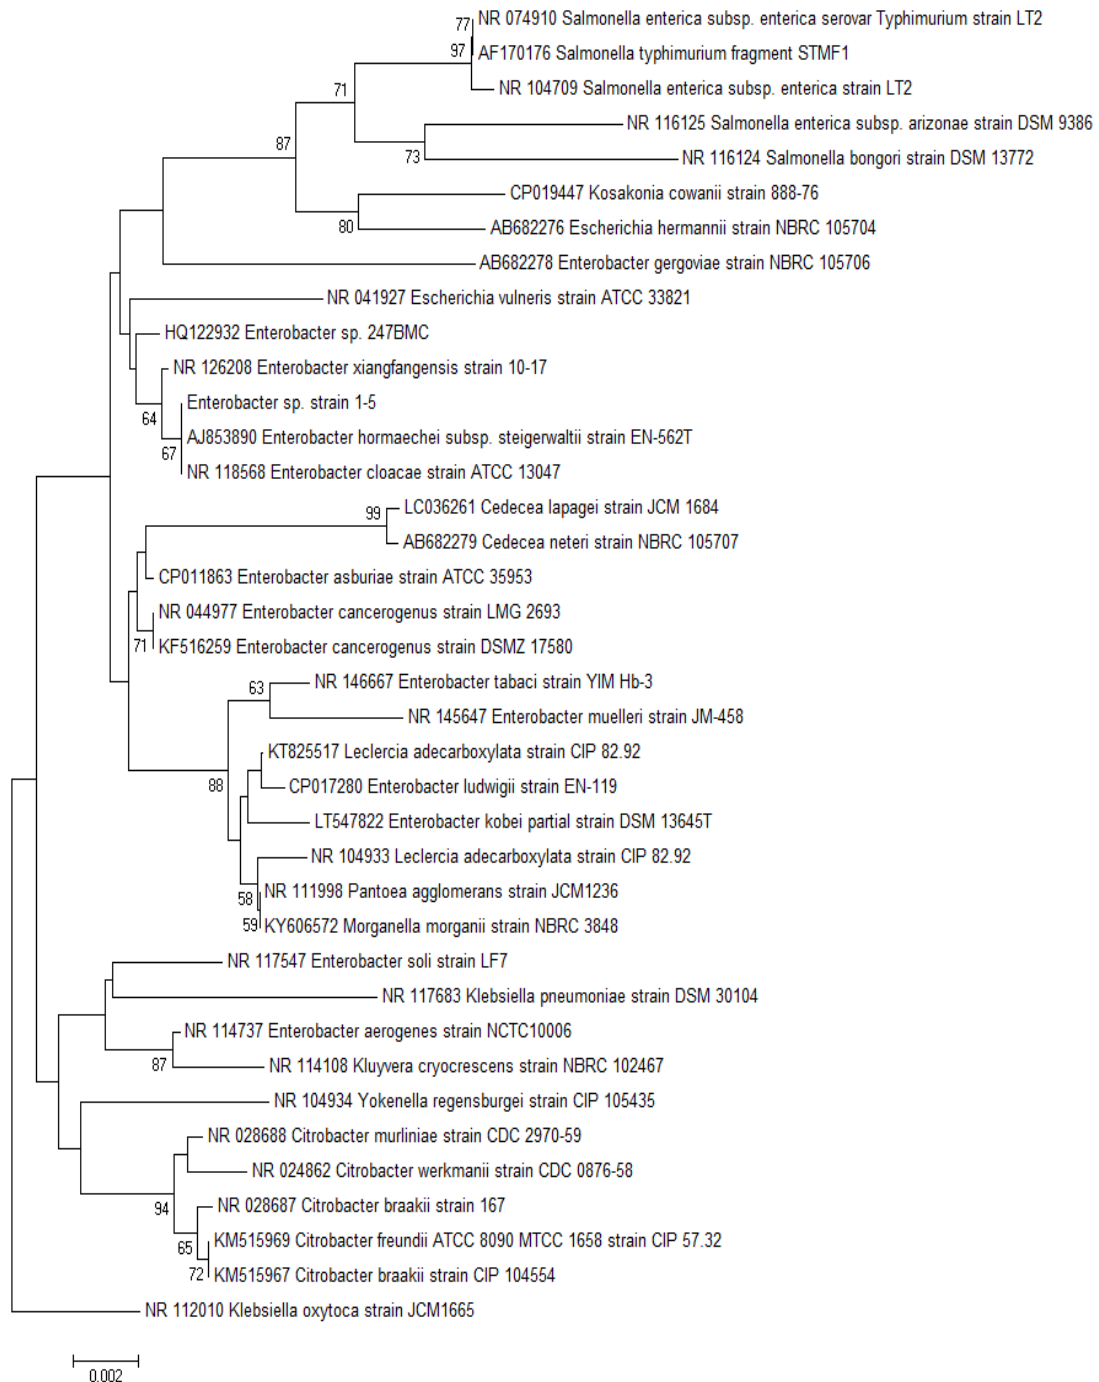 77
NR 074910 Salmonella enterica subsp. enterica serovar Typhimurium strain LT2
97
AF170176 Salmonella typhimurium fragment STMF1
71
NR 104709 Salmonella enterica subsp. enterica strain LT2
NR 116125 Salmonella enterica subsp. arizonae strain DSM 9386
87
73
NR 116124 Salmonella bongori strain DSM 13772
CP019447 Kosakonia cowanii strain 888-76
80
AB682276 Escherichia hermannii strain NBRC 105704
AB682278 Enterobacter gergoviae strain NBRC 105706
NR 041927 Escherichia vulneris strain ATCC 33821
HQ122932 Enterobacter sp. 247BMC
NR 126208 Enterobacter xiangfangensis strain 10-17
Enterobacter sp. strain 1-5
64
AJ853890 Enterobacter hormaechei subsp. steigerwaltii strain EN-562T
67
NR 118568 Enterobacter cloacae strain ATCC 13047
99
LC036261 Cedecea lapagei strain JCM 1684
AB682279 Cedecea neteri strain NBRC 105707
CP011863 Enterobacter asburiae strain ATCC 35953
NR 044977 Enterobacter cancerogenus strain LMG 2693
71
KF516259 Enterobacter cancerogenus strain DSMZ 17580
63
NR 146667 Enterobacter tabaci strain YIM Hb-3
NR 145647 Enterobacter muelleri strain JM-458
KT825517 Leclercia adecarboxylata strain CIP 82.92
88
CP017280 Enterobacter ludwigii strain EN-119
LT547822 Enterobacter kobei partial strain DSM 13645T
NR 104933 Leclercia adecarboxylata strain CIP 82.92
58
NR 111998 Pantoea agglomerans strain JCM1236
59
KY606572 Morganella morganii strain NBRC 3848
NR 117547 Enterobacter soli strain LF7
NR 117683 Klebsiella pneumoniae strain DSM 30104
NR 114737 Enterobacter aerogenes strain NCTC10006
87
NR 114108 Kluyvera cryocrescens strain NBRC 102467
NR 104934 Yokenella regensburgei strain CIP 105435
NR 028688 Citrobacter murliniae strain CDC 2970-59
NR 024862 Citrobacter werkmanii strain CDC 0876-58
94
NR 028687 Citrobacter braakii strain 167
65
KM515969 Citrobacter freundii ATCC 8090 MTCC 1658 strain CIP 57.32
72
KM515967 Citrobacter braakii strain CIP 104554
NR 112010 Klebsiella oxytoca strain JCM1665
0.002